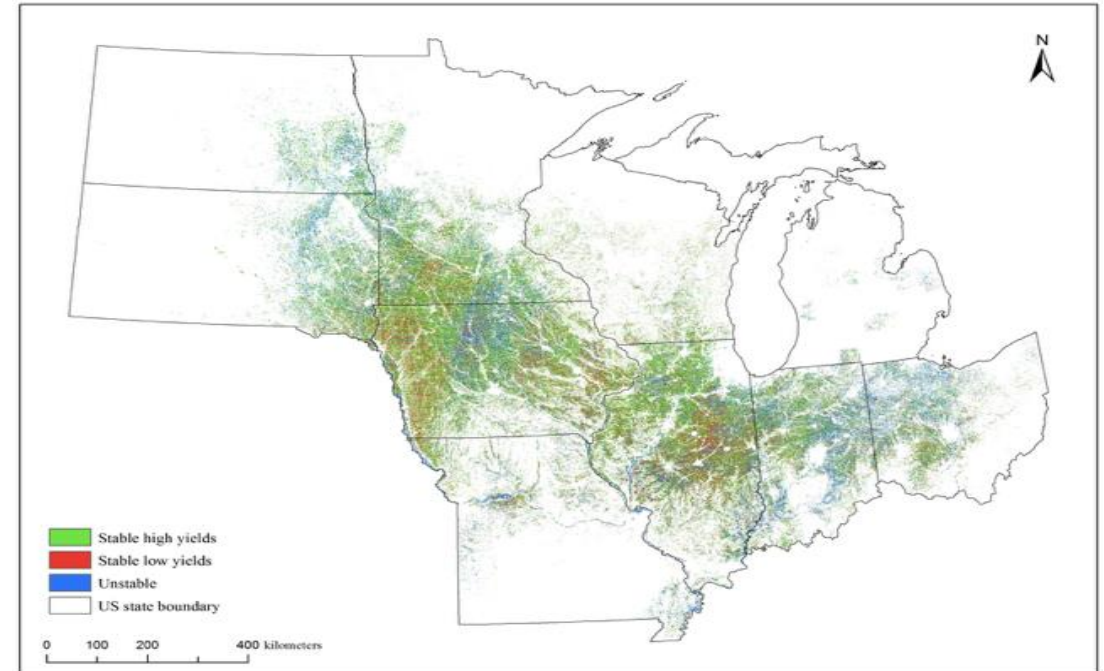 N
Stable high yields
Stable low yields
Unstable
US state boundary
0 100 200 400 kilometers